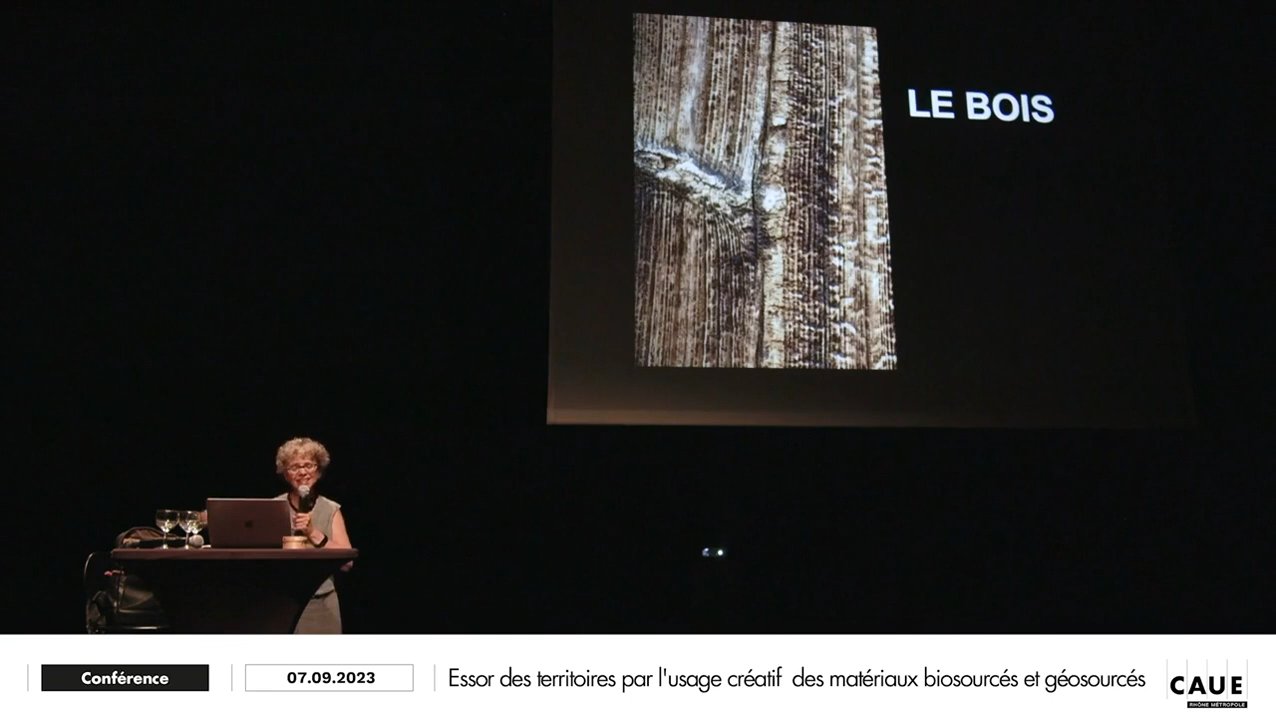 LE BOIS
Conférence
07.09.2023
Essor des territoires par l'usage créatif des matériaux biosourcés et géosourcés
CAUE
RHÔNE MÉTROPOLE